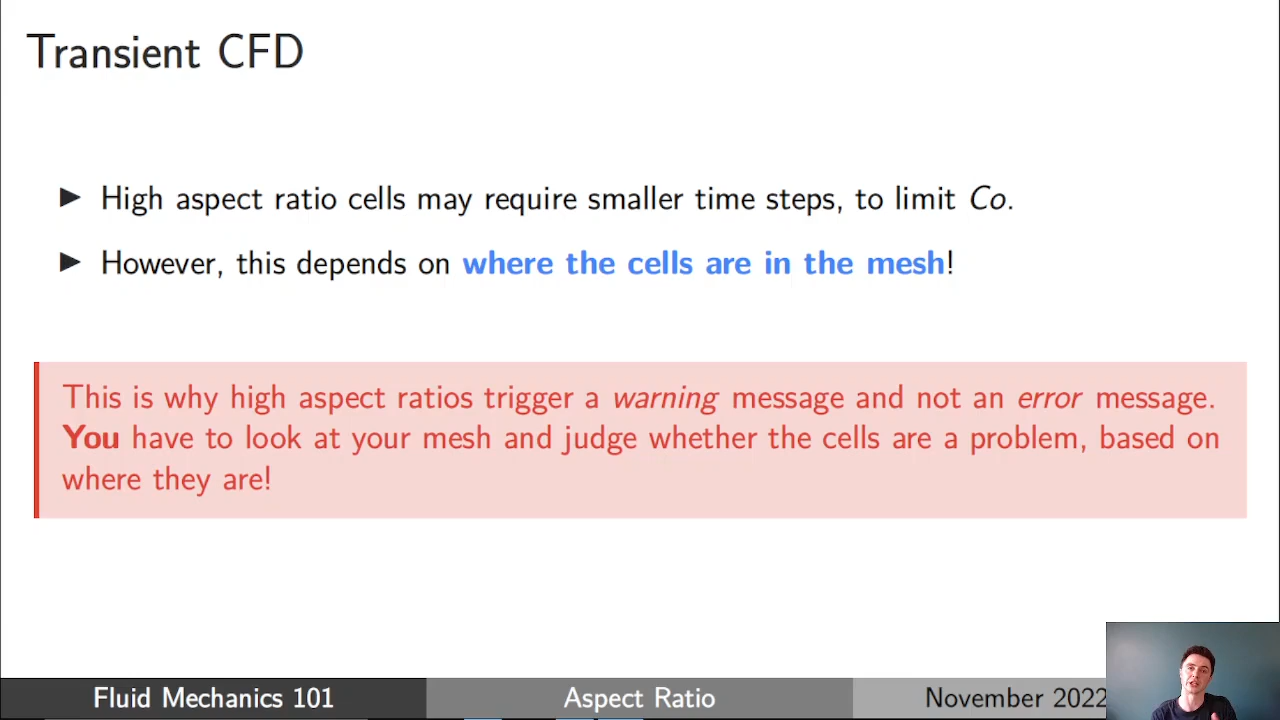 Transient CFD
▶ High aspect ratio cells may require smaller time steps, to limit Co.
▶ However, this depends on where the cells are in the mesh!
This is why high aspect ratios trigger a warning message and not an error message.
You have to look at your mesh and judge whether the cells are a problem, based on
where they are!
Fluid Mechanics 101
Aspect Ratio
November 2022